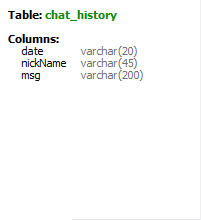 Table: chat_history
Columns:
date varchar(20)
nickName varchar(45)
msg varchar(200)